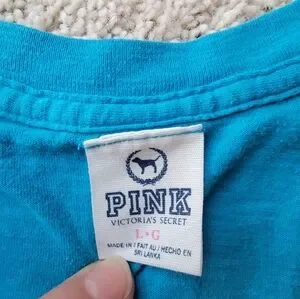 PINK
VICTORIA'S SECRET
L • G
MADE IN / FAIT AU / HECHO EN
SRI LANKA